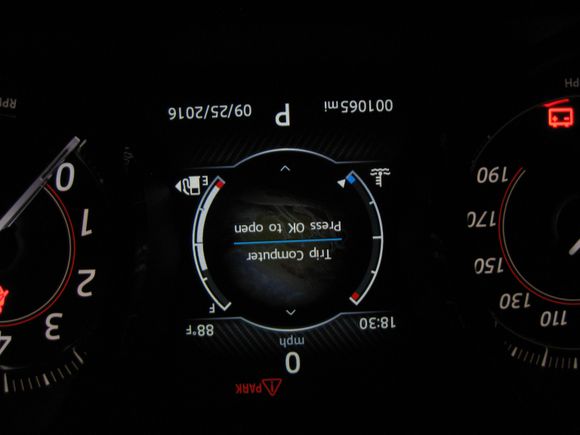 PARK
0
mph
18:30
88°F
110
130
150
170
190
F
Trip Computer
Press OK to open
E
4
3
2
1
0
001065mi
P
09/25/2016